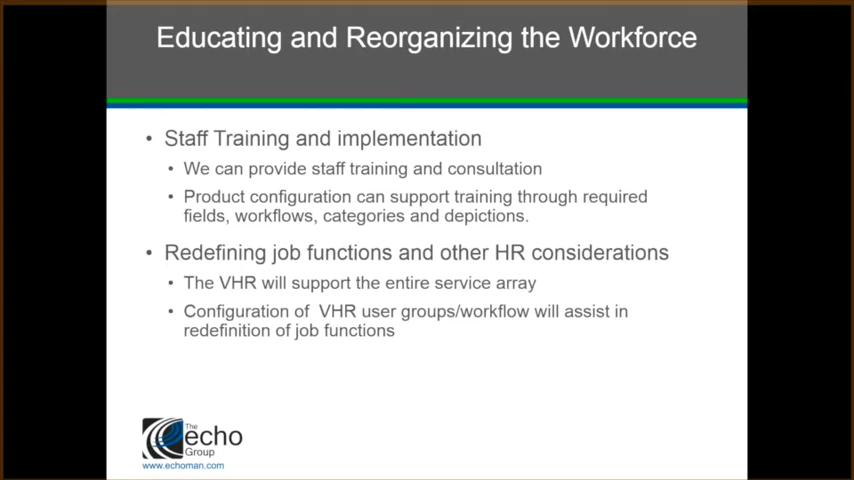 Educating and Reorganizing the Workforce
• Staff Training and implementation
• We can provide staff training and consultation
• Product configuration can support training through required
fields, workflows, categories and depictions.
• Redefining job functions and other HR considerations
• The VHR will support the entire service array
• Configuration of VHR user groups/workflow will assist in
redefinition of job functions
The
echo
Group
www.echoman.com